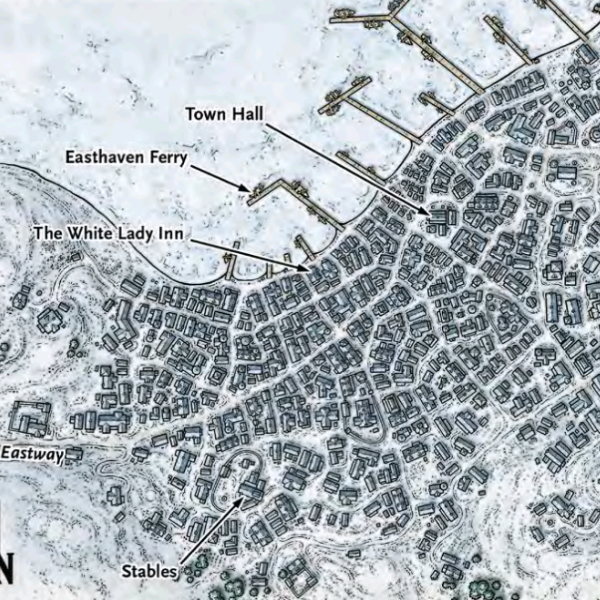 Town Hall
Easthaven Ferry
The White Lady Inn
Eastway
Stables
N